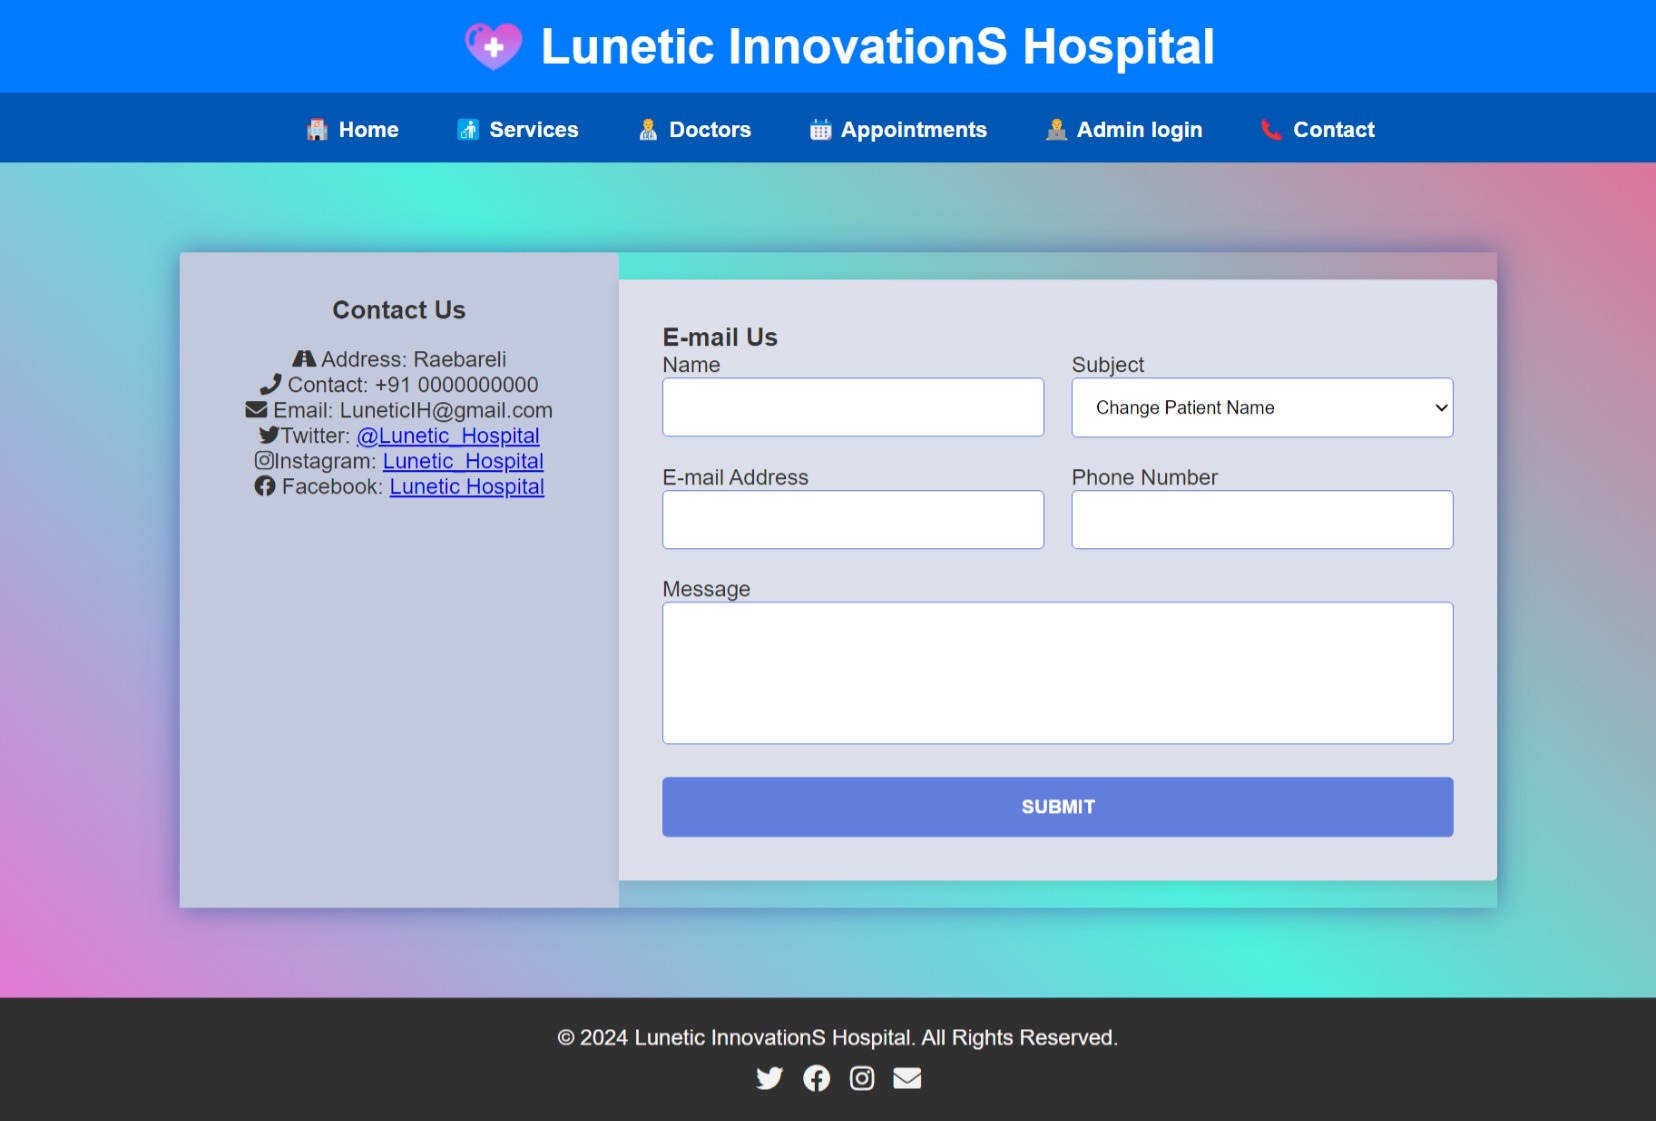 Lunetic InnovationS Hospital
Home Services Doctors Appointments Admin login Contact
Contact Us
Address: Raebareli
Contact: +91 0000000000
Email: LuneticIH@gmail.com
Twitter: @Lunetic_Hospital
Instagram: Lunetic_Hospital
Facebook: Lunetic Hospital
E-mail Us
Name Subject
Change Patient Name
E-mail Address Phone Number
Message
SUBMIT
© 2024 Lunetic InnovationS Hospital. All Rights Reserved.